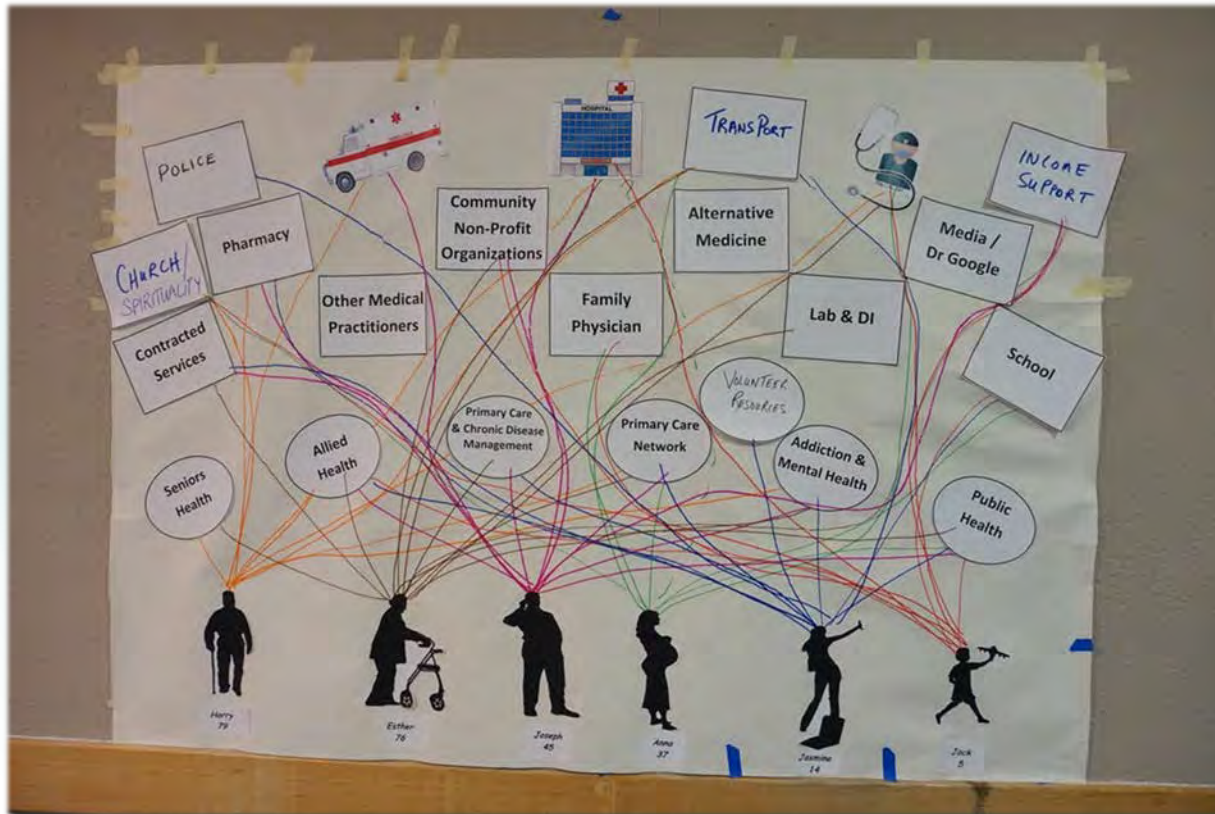 HOSPITAL
TRANSPORT
POLICE
INCOME
SUPPORT
Community
Non-Profit
Organizations
Alternative
Medicine
Media /
Dr Google
Pharmacy
CHURCH/
SPIRITUALITY
Other Medical
Practitioners
Family
Physician
Lab & DI
Contracted
Services
School
VOLUNTEER
RESOURIES
Primary Care
& Chronic Disease
Management
Primary Care
Network
Allied
Health
Addiction &
Mental Health
Seniors
Health
Public
Health
Harry
79
Esther
76
Joseph
45
Anna
37
Jasmine
14
Jack
5